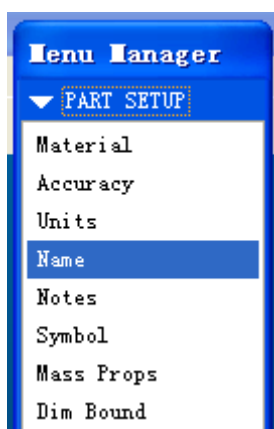 Menu Manager
PART SETUP
Material
Accuracy
Units
Name
Notes
Symbol
Mass Props
Dim Bound